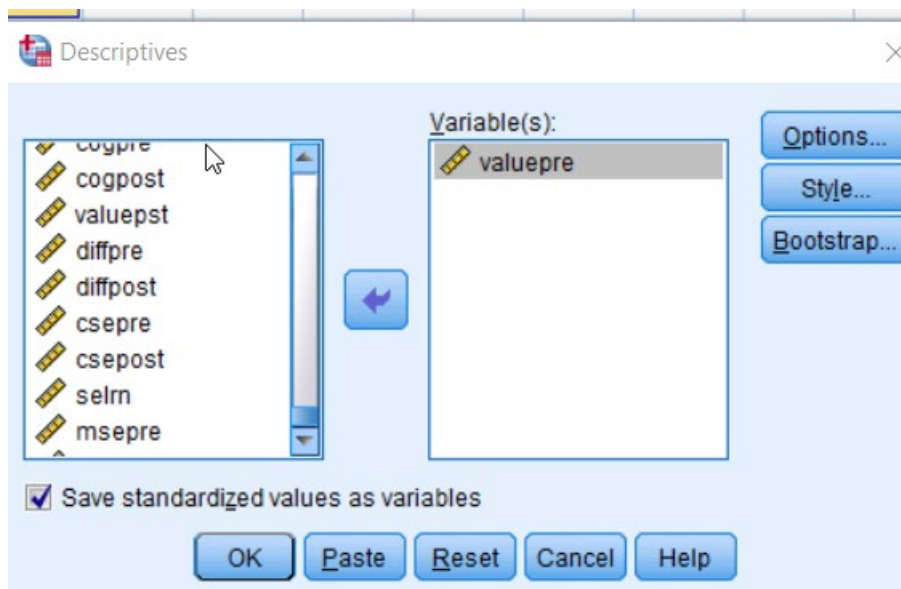 Descriptives
Variable(s):
cogpre
cogpost
valuepst
diffpre
diffpost
csepre
csepost
selrn
msepre
valuepre
Options...
Style...
Bootstrap...
Save standardized values as variables
OK Paste Reset Cancel Help